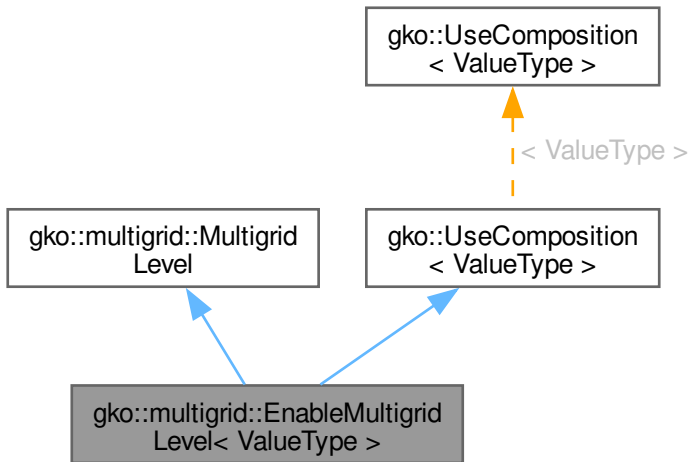 gko::UseComposition
< ValueType >
< ValueType >
gko::multigrid::Multigrid
Level
gko::UseComposition
< ValueType >
gko::multigrid::EnableMultigrid
Level< ValueType >